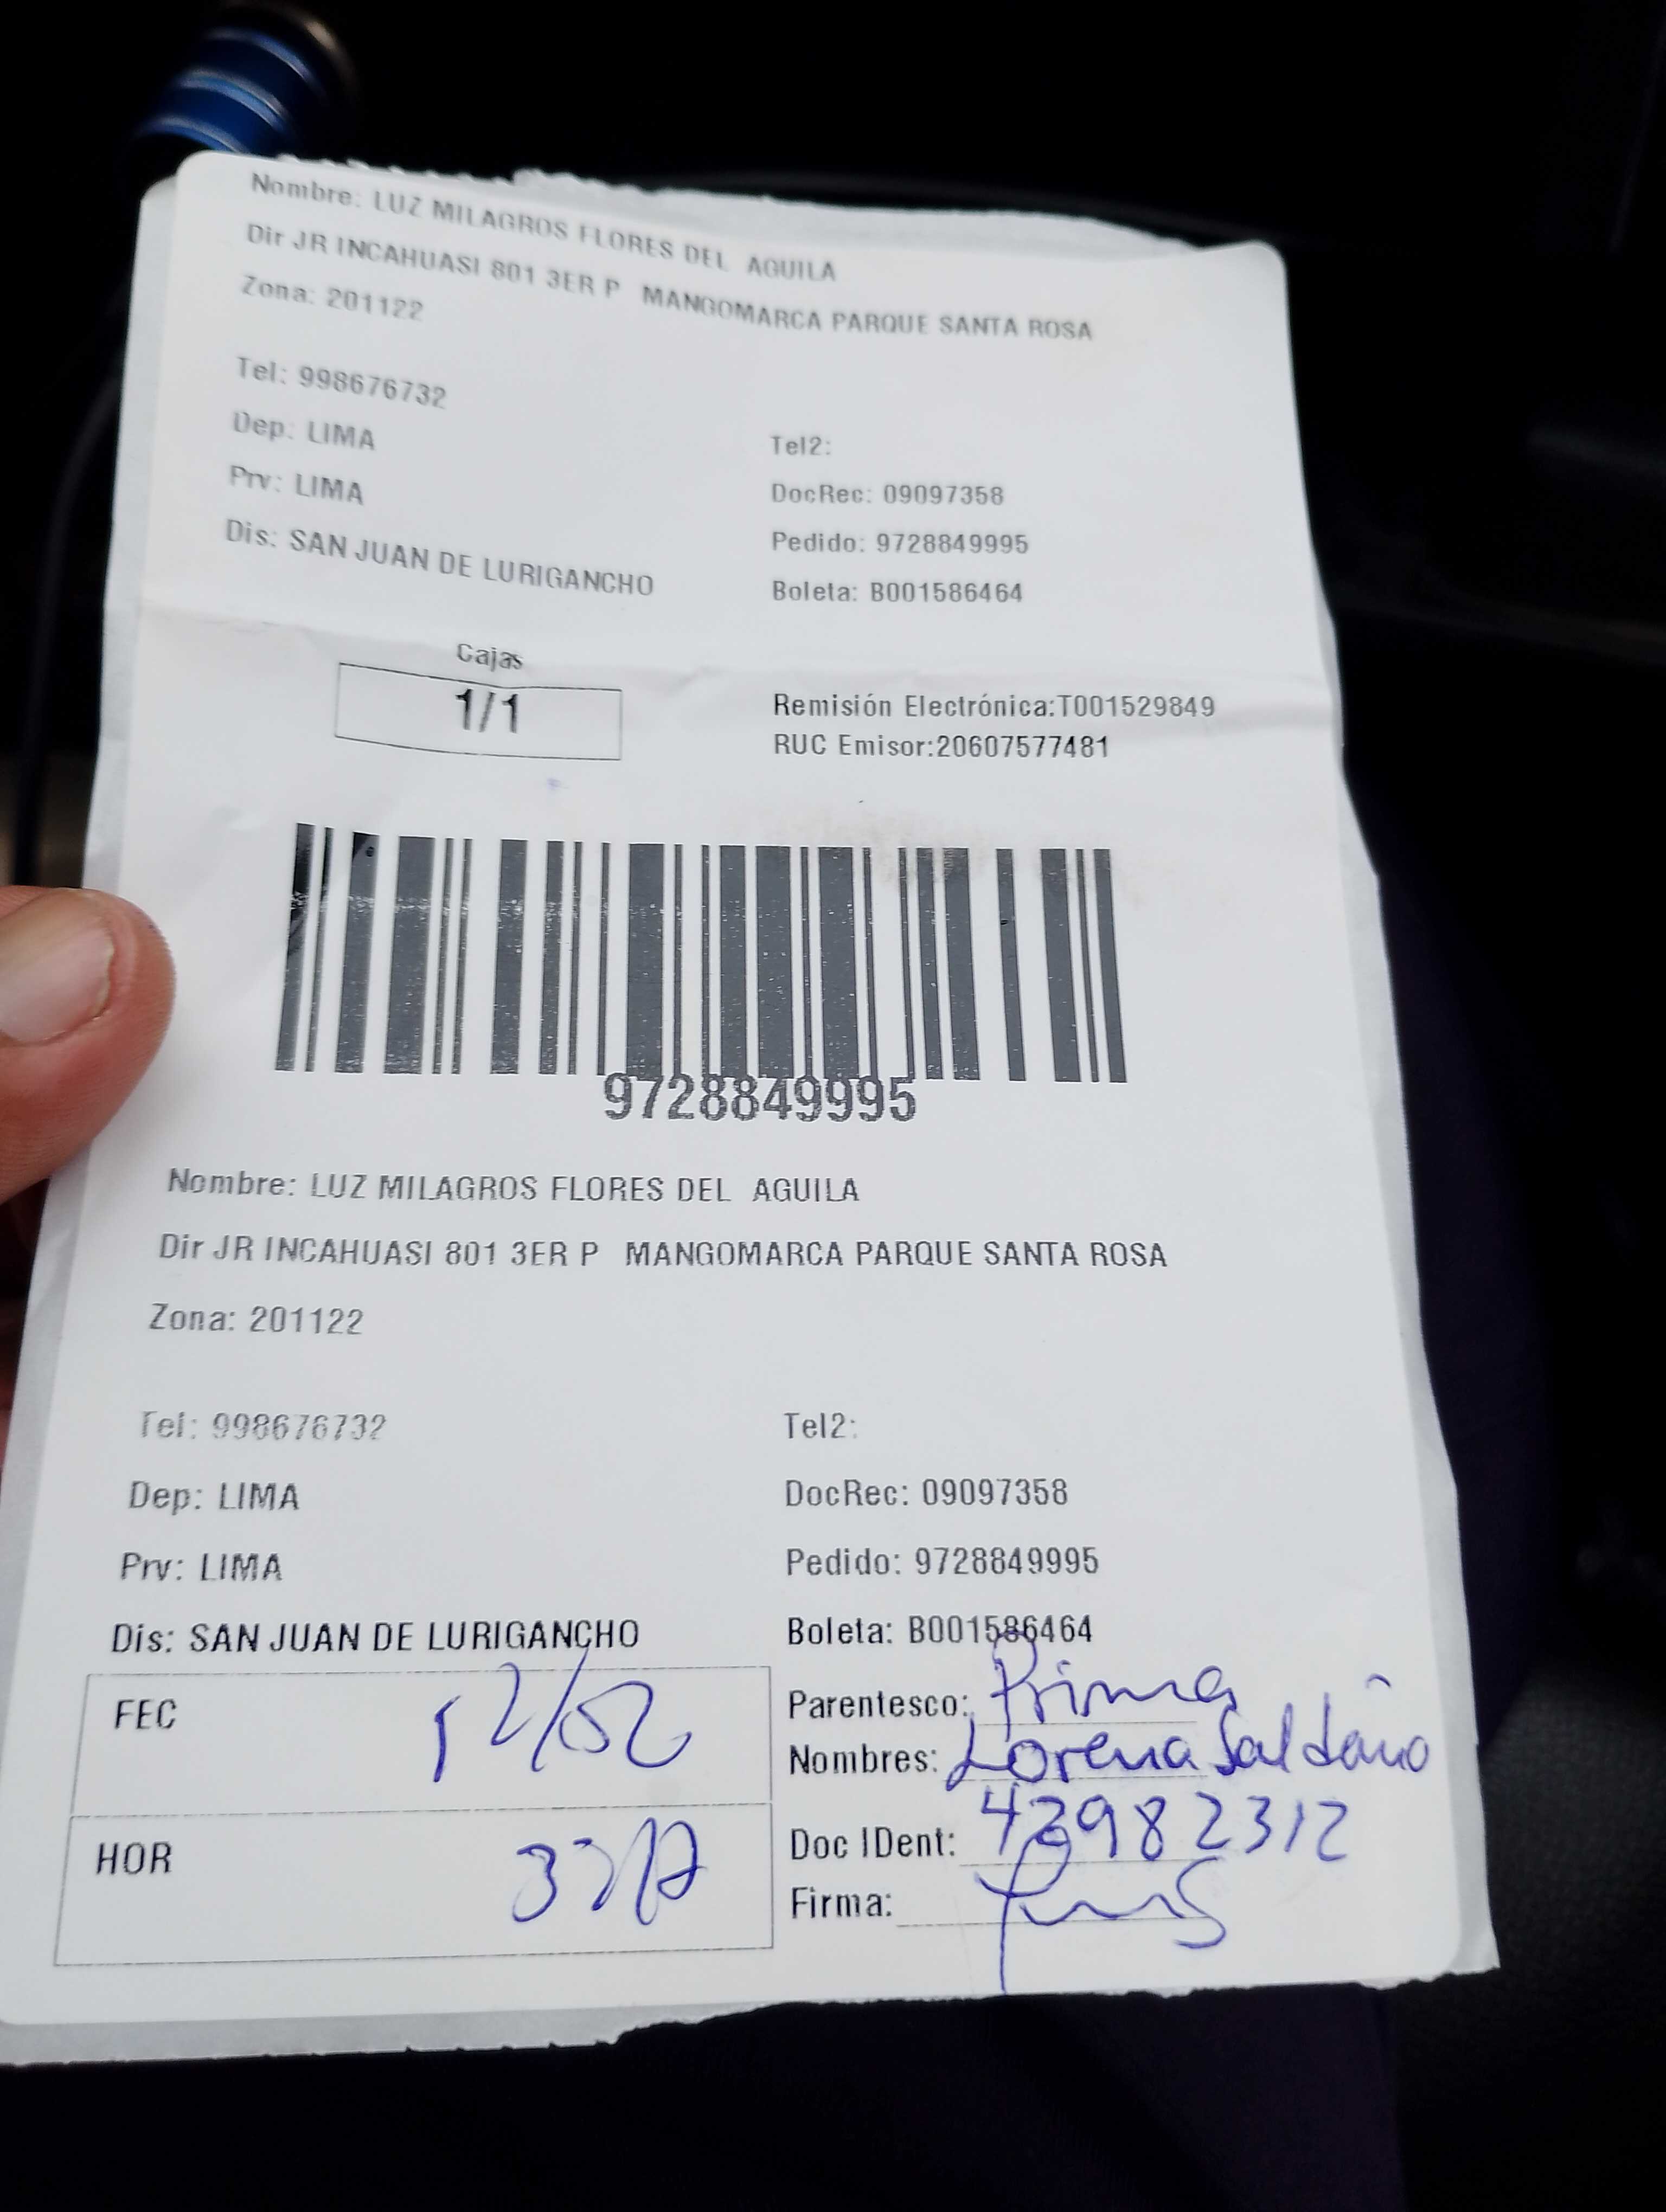 Nombre: LUZ MILAGROS FLORES DEL AGUILA
Dir JR INCAHUASI 801 3ER P MANGOMARCA PARQUE SANTA ROSA
Zona: 201122
Tel: 998676732
Dep: LIMA
Tel2:
Prv: LIMA
DocRec: 09097358
Dis: SAN JUAN DE LURIGANCHO
Pedido: 9728849995
Boleta: B001586464
Cajas
1/1
Remisión Electrónica:T001529849
RUC Emisor:20607577481
9728849995
Nombre: LUZ MILAGROS FLORES DEL AGUILA
Dir JR INCAHUASI 801 3ER P MANGOMARCA PARQUE SANTA ROSA
Zona: 201122
Tel: 998676732
Tel2:
Dep: LIMA
DocRec: 09097358
Prv: LIMA
Pedido: 9728849995
Dis: SAN JUAN DE LURIGANCHO
Boleta: B001586464
FEC
Parentesco: Prima
Nombres: Lorena Saldaño
HOR
Doc IDent: 43982312
Firma: